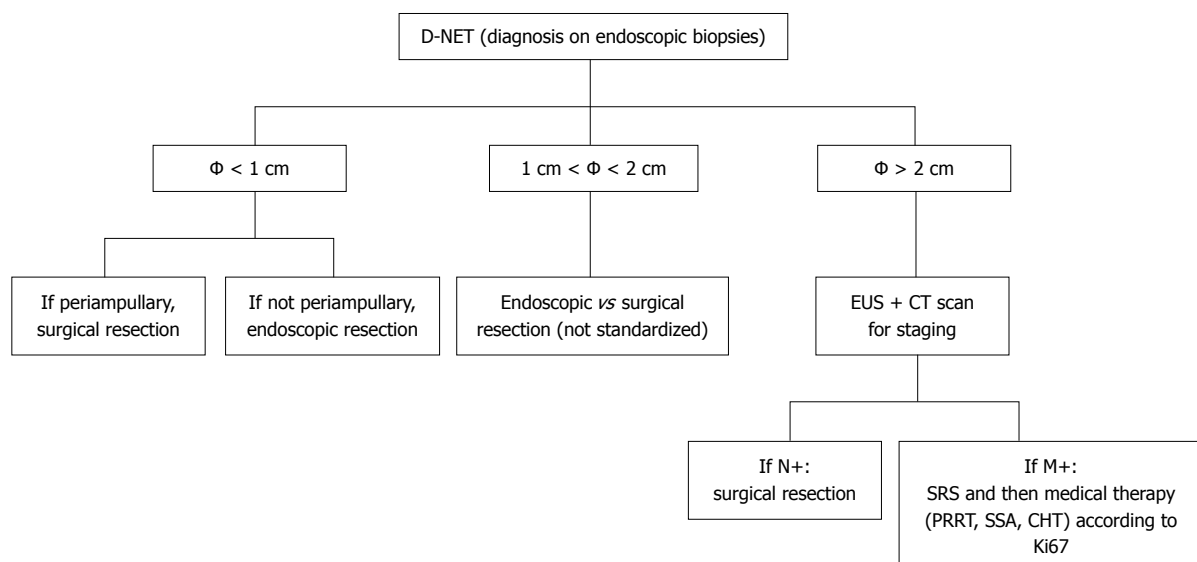 D-NET (diagnosis on endoscopic biopsies)
Φ < 1 cm
1 cm < Φ < 2 cm
Φ > 2 cm
If periampullary,
surgical resection
If not periampullary,
endoscopic resection
Endoscopic vs surgical
resection (not standardized)
EUS + CT scan
for staging
If N+:
surgical resection
If M+:
SRS and then medical therapy
(PRRT, SSA, CHT) according to
Ki67